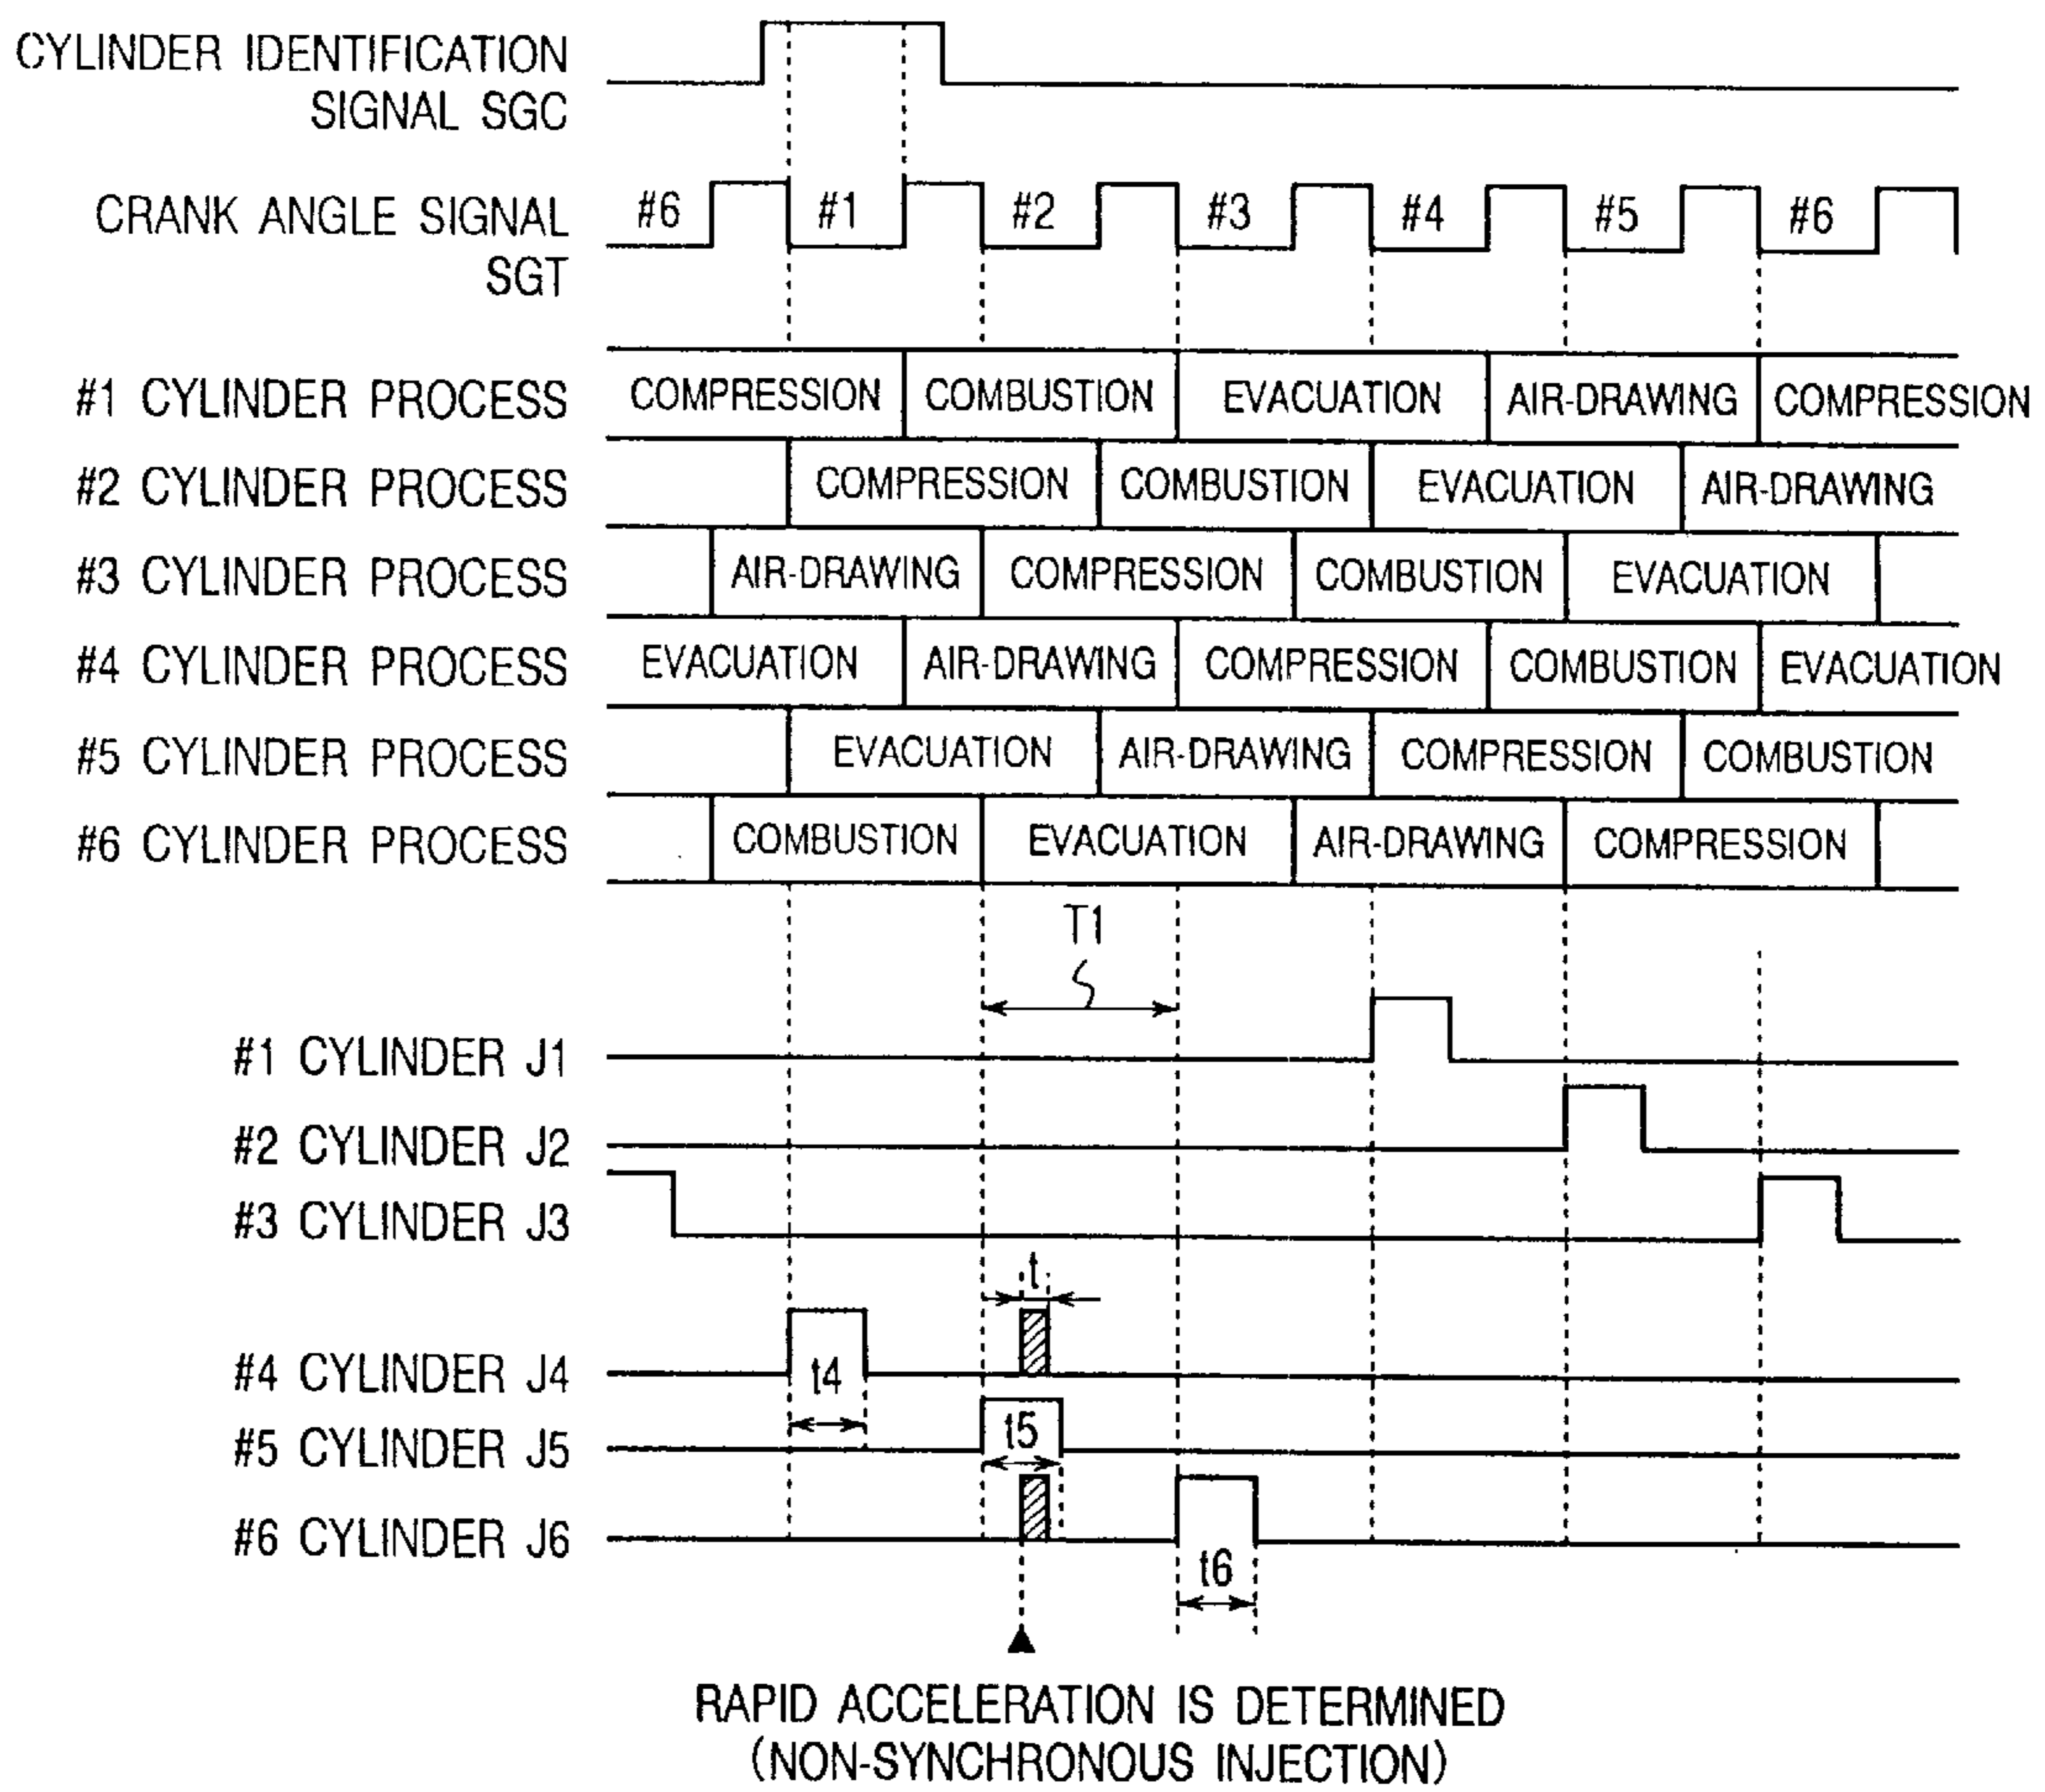 CYLINDER IDENTIFICATION
SIGNAL SGC
CRANK ANGLE SIGNAL
SGT
#6 #1 #2 #3 #4 #5 #6
#1 CYLINDER PROCESS COMPRESSION COMBUSTION EVACUATION AIR-DRAWING COMPRESSION
#2 CYLINDER PROCESS COMPRESSION COMBUSTION EVACUATION AIR-DRAWING
#3 CYLINDER PROCESS AIR-DRAWING COMPRESSION COMBUSTION EVACUATION
#4 CYLINDER PROCESS EVACUATION AIR-DRAWING COMPRESSION COMBUSTION EVACUATION
#5 CYLINDER PROCESS EVACUATION AIR-DRAWING COMPRESSION COMBUSTION
#6 CYLINDER PROCESS COMBUSTION EVACUATION AIR-DRAWING COMPRESSION
T1
#1 CYLINDER J1
#2 CYLINDER J2
#3 CYLINDER J3
t
#4 CYLINDER J4 t4
#5 CYLINDER J5 t5
#6 CYLINDER J6 t6
RAPID ACCELERATION IS DETERMINED
(NON-SYNCHRONOUS INJECTION)